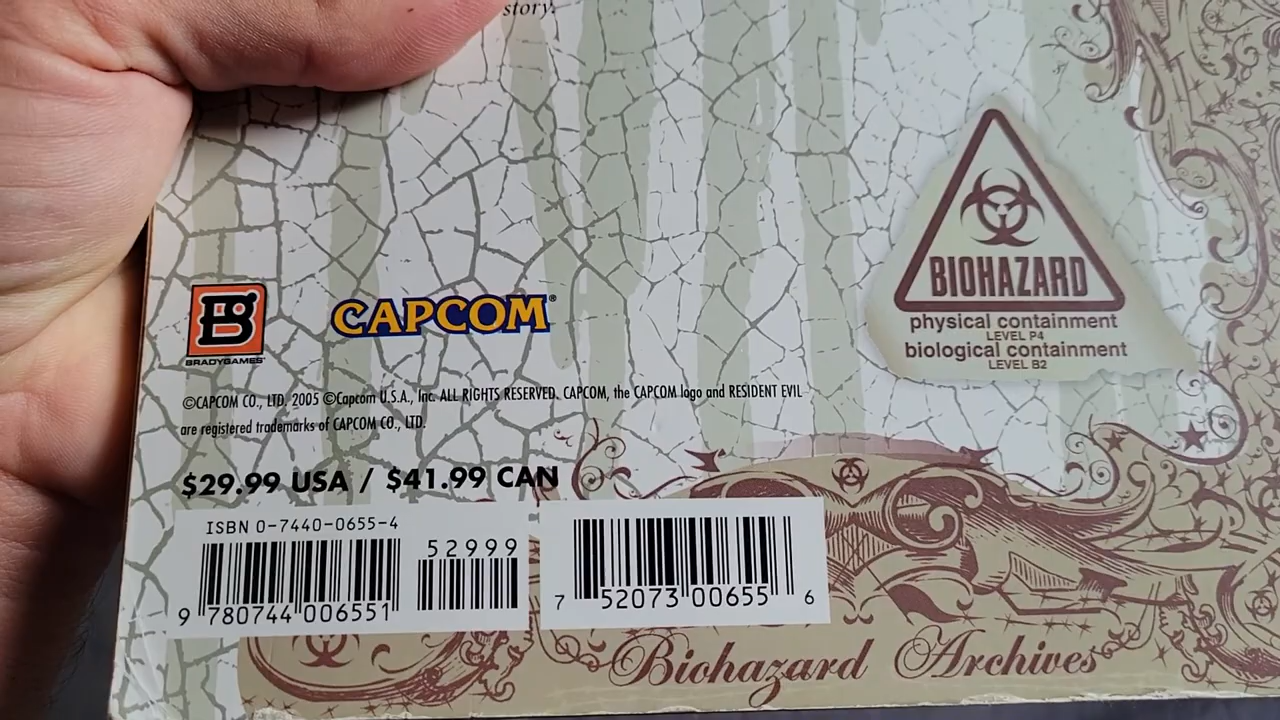 story.
BIOHAZARD
physical containment
LEVEL P4
biological containment
LEVEL B2
BRADYGAMES
CAPCOM®
©CAPCOM CO., LTD. 2005 ©Capcom U.S.A., Inc. ALL RIGHTS RESERVED. CAPCOM, the CAPCOM logo and RESIDENT EVIL
are registered trademarks of CAPCOM CO., LTD.
$29.99 USA / $41.99 CAN
ISBN 0-7440-0655-4
52999
9 780744 006551
7 52073 00655 6
Biohazard Archives